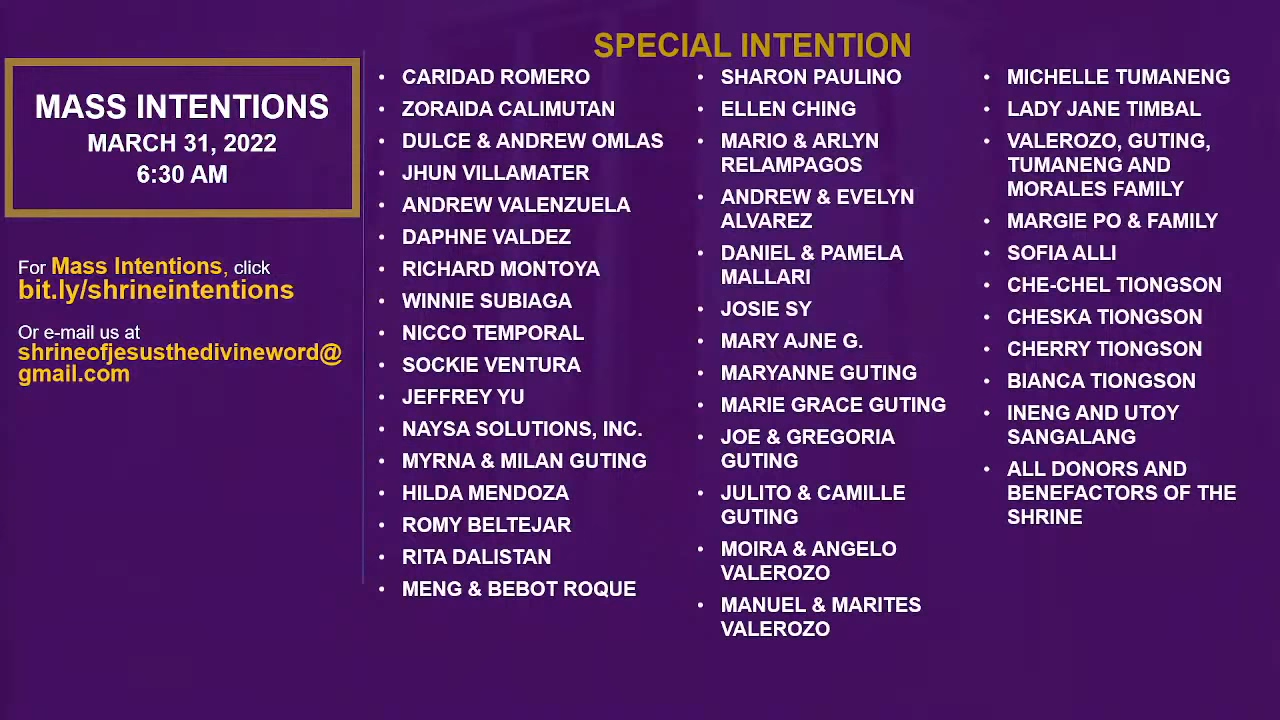 MASS INTENTIONS
MARCH 31, 2022
6:30 AM
For Mass Intentions, click
bit.ly/shrineintentions
Or e-mail us at
shrineofjesusthedivineword@
gmail.com
SPECIAL INTENTION
• CARIDAD ROMERO
• ZORAIDA CALIMUTAN
• DULCE & ANDREW OMLAS
• JHUN VILLAMATER
• ANDREW VALENZUELA
• DAPHNE VALDEZ
• RICHARD MONTOYA
• WINNIE SUBIAGA
• NICCO TEMPORAL
• SOCKIE VENTURA
• JEFFREY YU
• NAYSA SOLUTIONS, INC.
• MYRNA & MILAN GUTING
• HILDA MENDOZA
• ROMY BELTEJAR
• RITA DALISTAN
• MENG & BEBOT ROQUE
• SHARON PAULINO
• ELLEN CHING
• MARIO & ARLYN
RELAMPAGOS
• ANDREW & EVELYN
ALVAREZ
• DANIEL & PAMELA
MALLARI
• JOSIE SY
• MARY AJNE G.
• MARYANNE GUTING
• MARIE GRACE GUTING
• JOE & GREGORIA
GUTING
• JULITO & CAMILLE
GUTING
• MOIRA & ANGELO
VALEROZO
• MANUEL & MARITES
VALEROZO
• MICHELLE TUMANENG
• LADY JANE TIMBAL
• VALEROZO, GUTING,
TUMANENG AND
MORALES FAMILY
• MARGIE PO & FAMILY
• SOFIA ALLI
• CHE-CHEL TIONGSON
• CHESKA TIONGSON
• CHERRY TIONGSON
• BIANCA TIONGSON
• INENG AND UTOY
SANGALANG
• ALL DONORS AND
BENEFACTORS OF THE
SHRINE